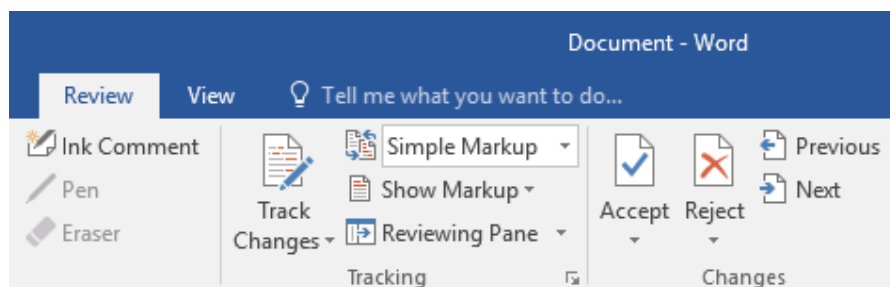 Document - Word
Review View Tell me what you want to do...
Ink Comment
Pen
Eraser
Track
Changes
Simple Markup
Show Markup
Reviewing Pane
Tracking
Accept
Reject
Previous
Next
Changes